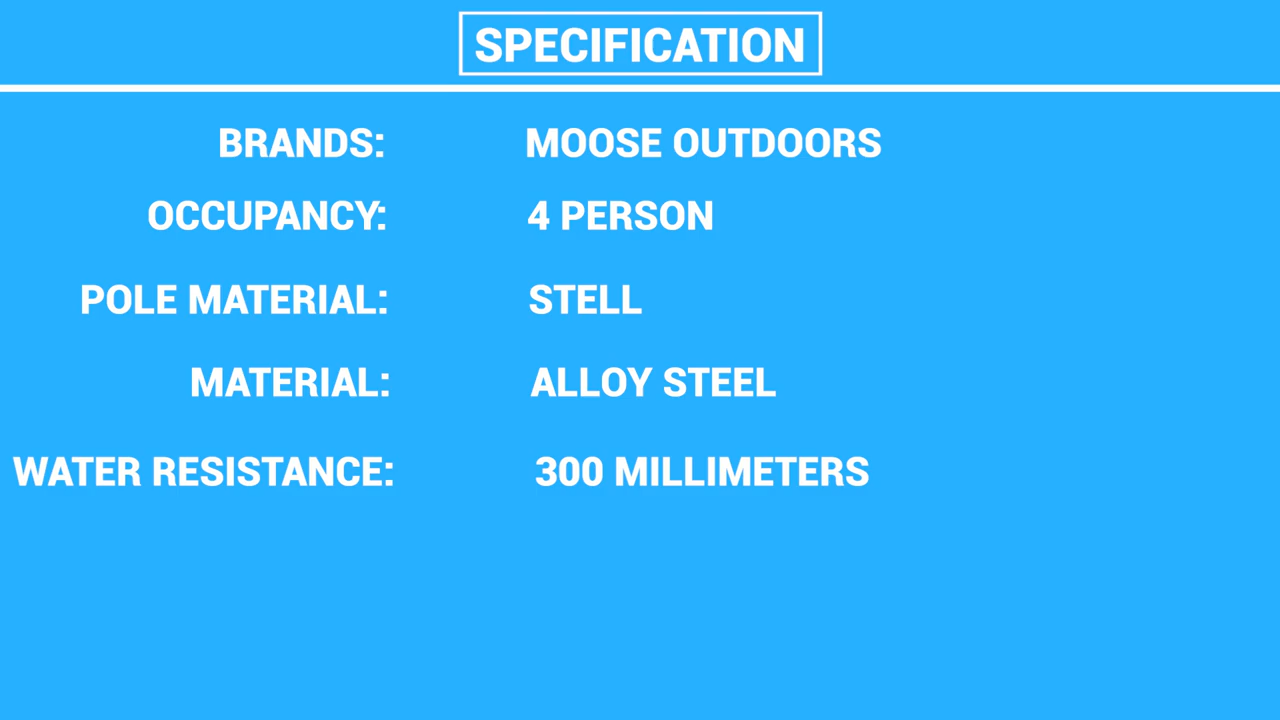 SPECIFICATION
BRANDS: MOOSE OUTDOORS
OCCUPANCY: 4 PERSON
POLE MATERIAL: STELL
MATERIAL: ALLOY STEEL
WATER RESISTANCE: 300 MILLIMETERS